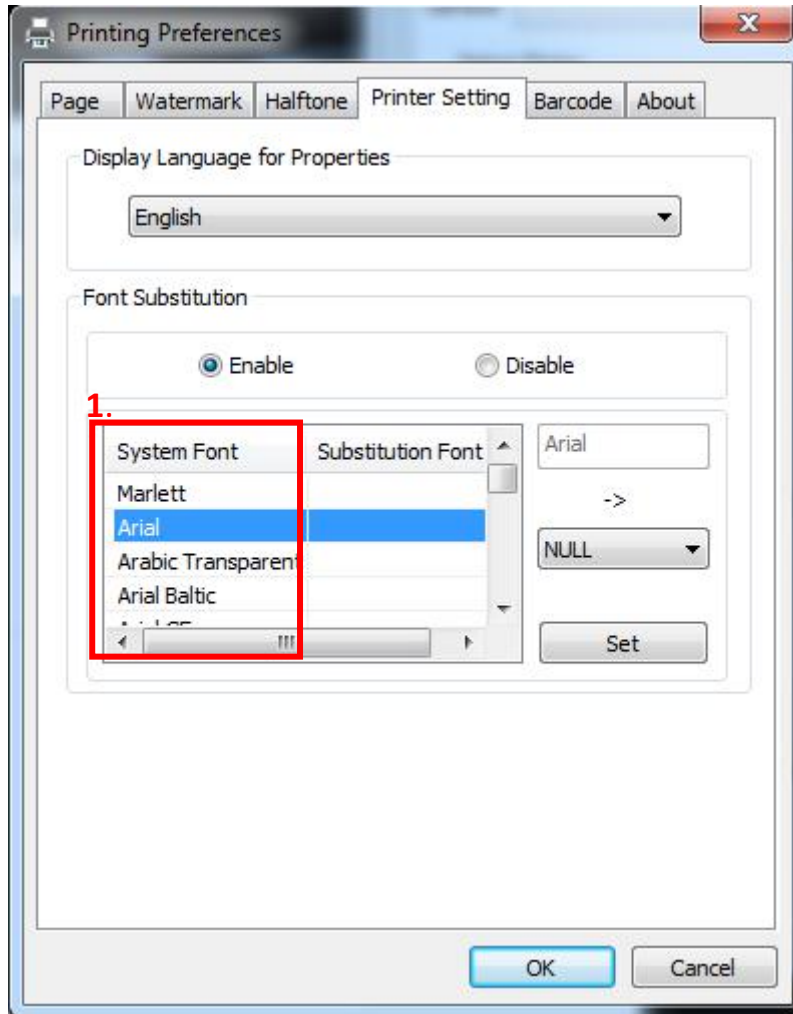 Printing Preferences
Page Watermark Halftone Printer Setting Barcode About
Display Language for Properties
English
Font Substitution
Enable Disable
1.
System Font Substitution Font Arial
Marlett ->
Arial
Arabic Transparent NULL
Arial Baltic
Set
OK Cancel